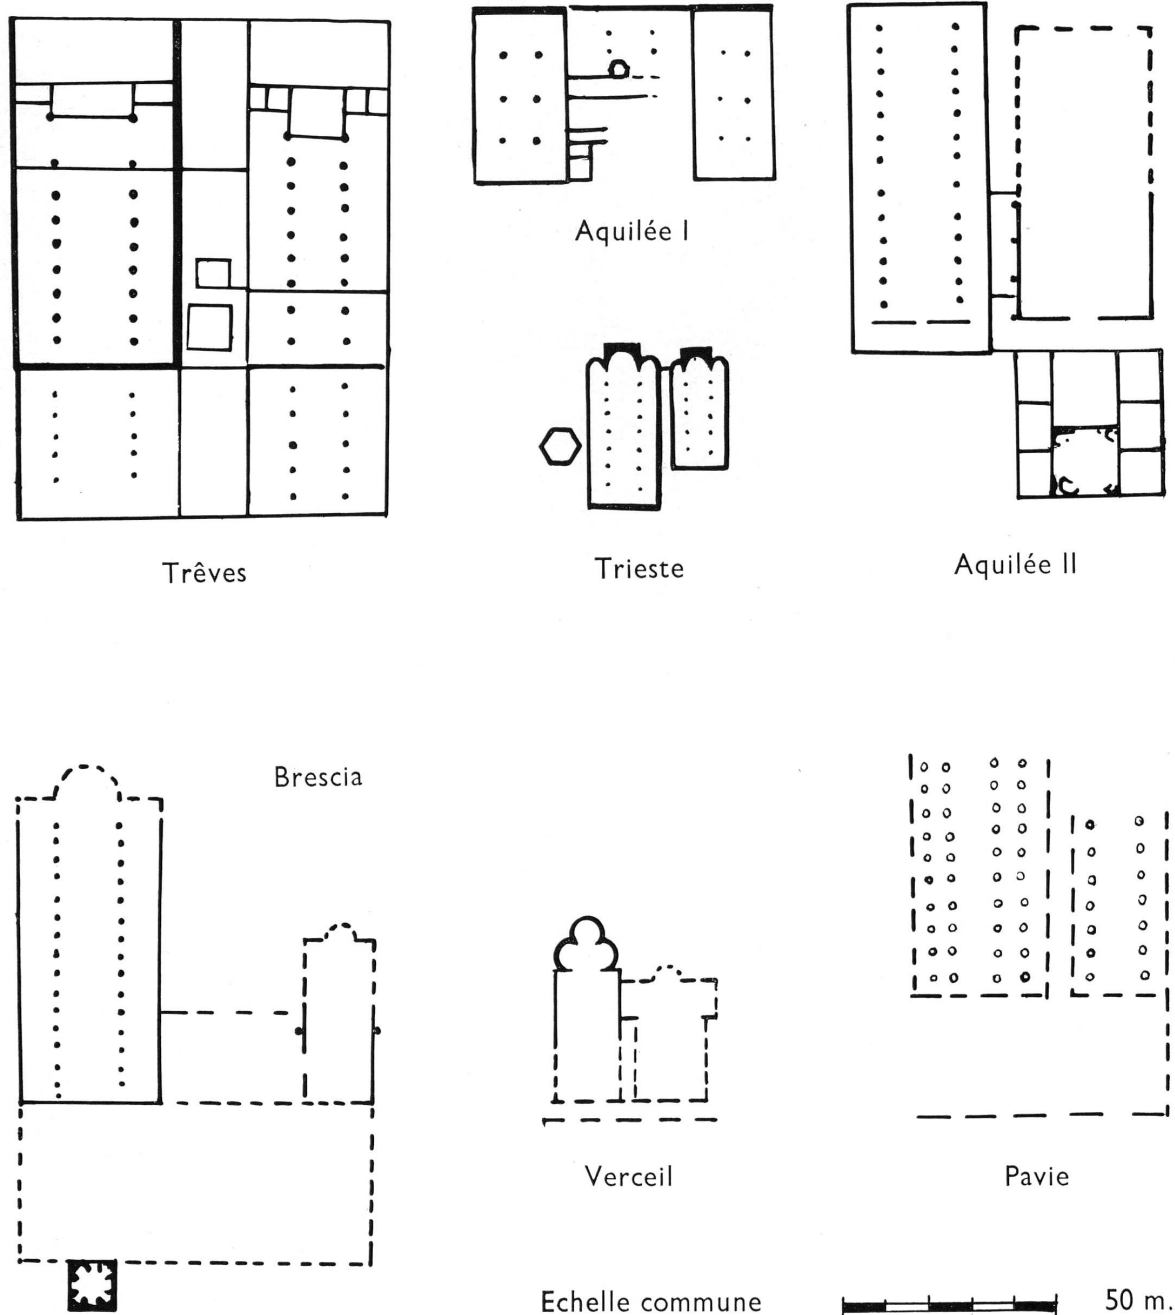 Aquilée I
Trêves
Trieste
Aquilée II
Brescia
Verceil
Pavie
Echelle commune
50 m.